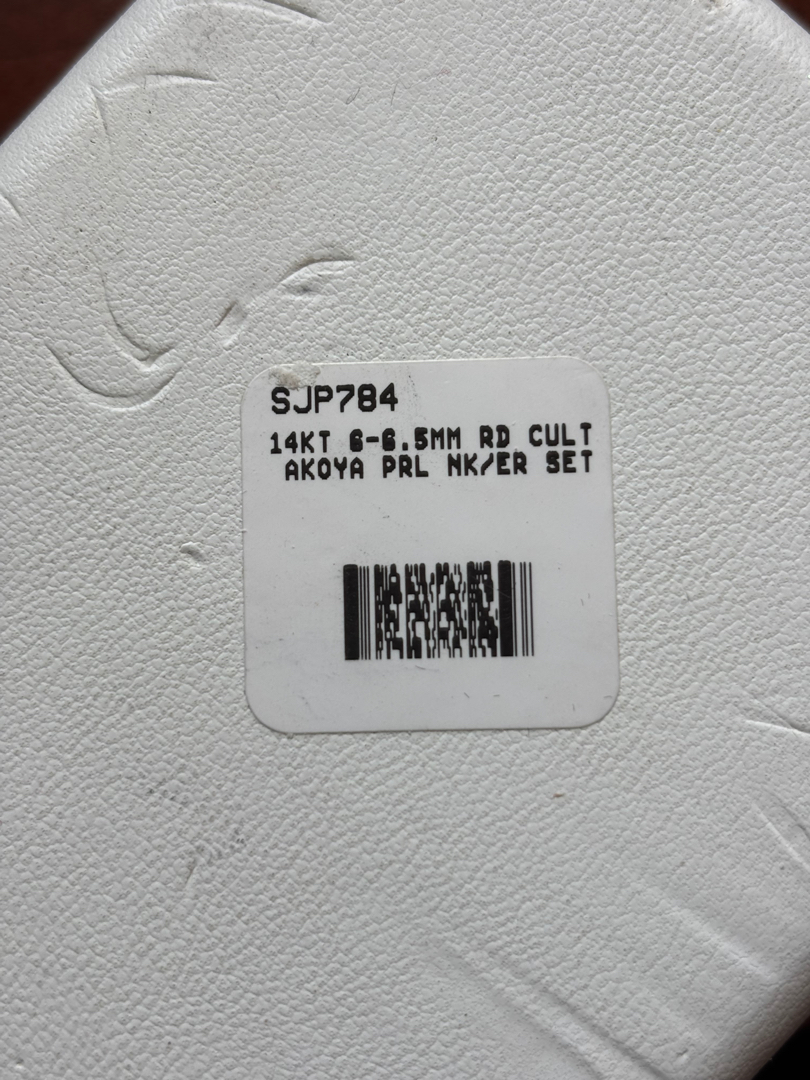 SJP784
14KT 6-6.5MM RD CULT
AKOYA PRL NK/ER SET